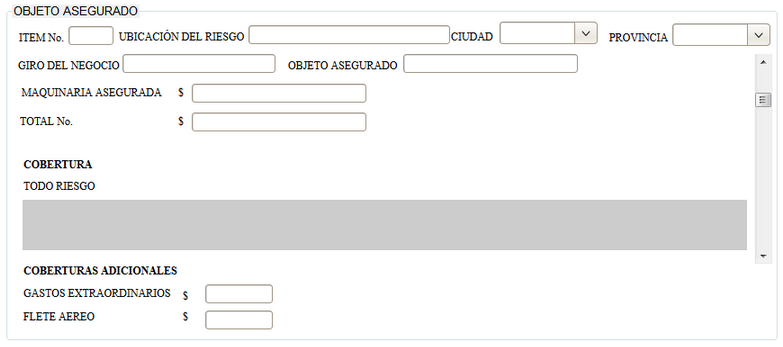 OBJETO ASEGURADO
ITEM No. UBICACIÓN DEL RIESGO CIUDAD PROVINCIA
GIRO DEL NEGOCIO OBJETO ASEGURADO
MAQUINARIA ASEGURADA $
TOTAL No. $
COBERTURA
TODO RIESGO
COBERTURAS ADICIONALES
GASTOS EXTRAORDINARIOS $
FLETE AEREO $